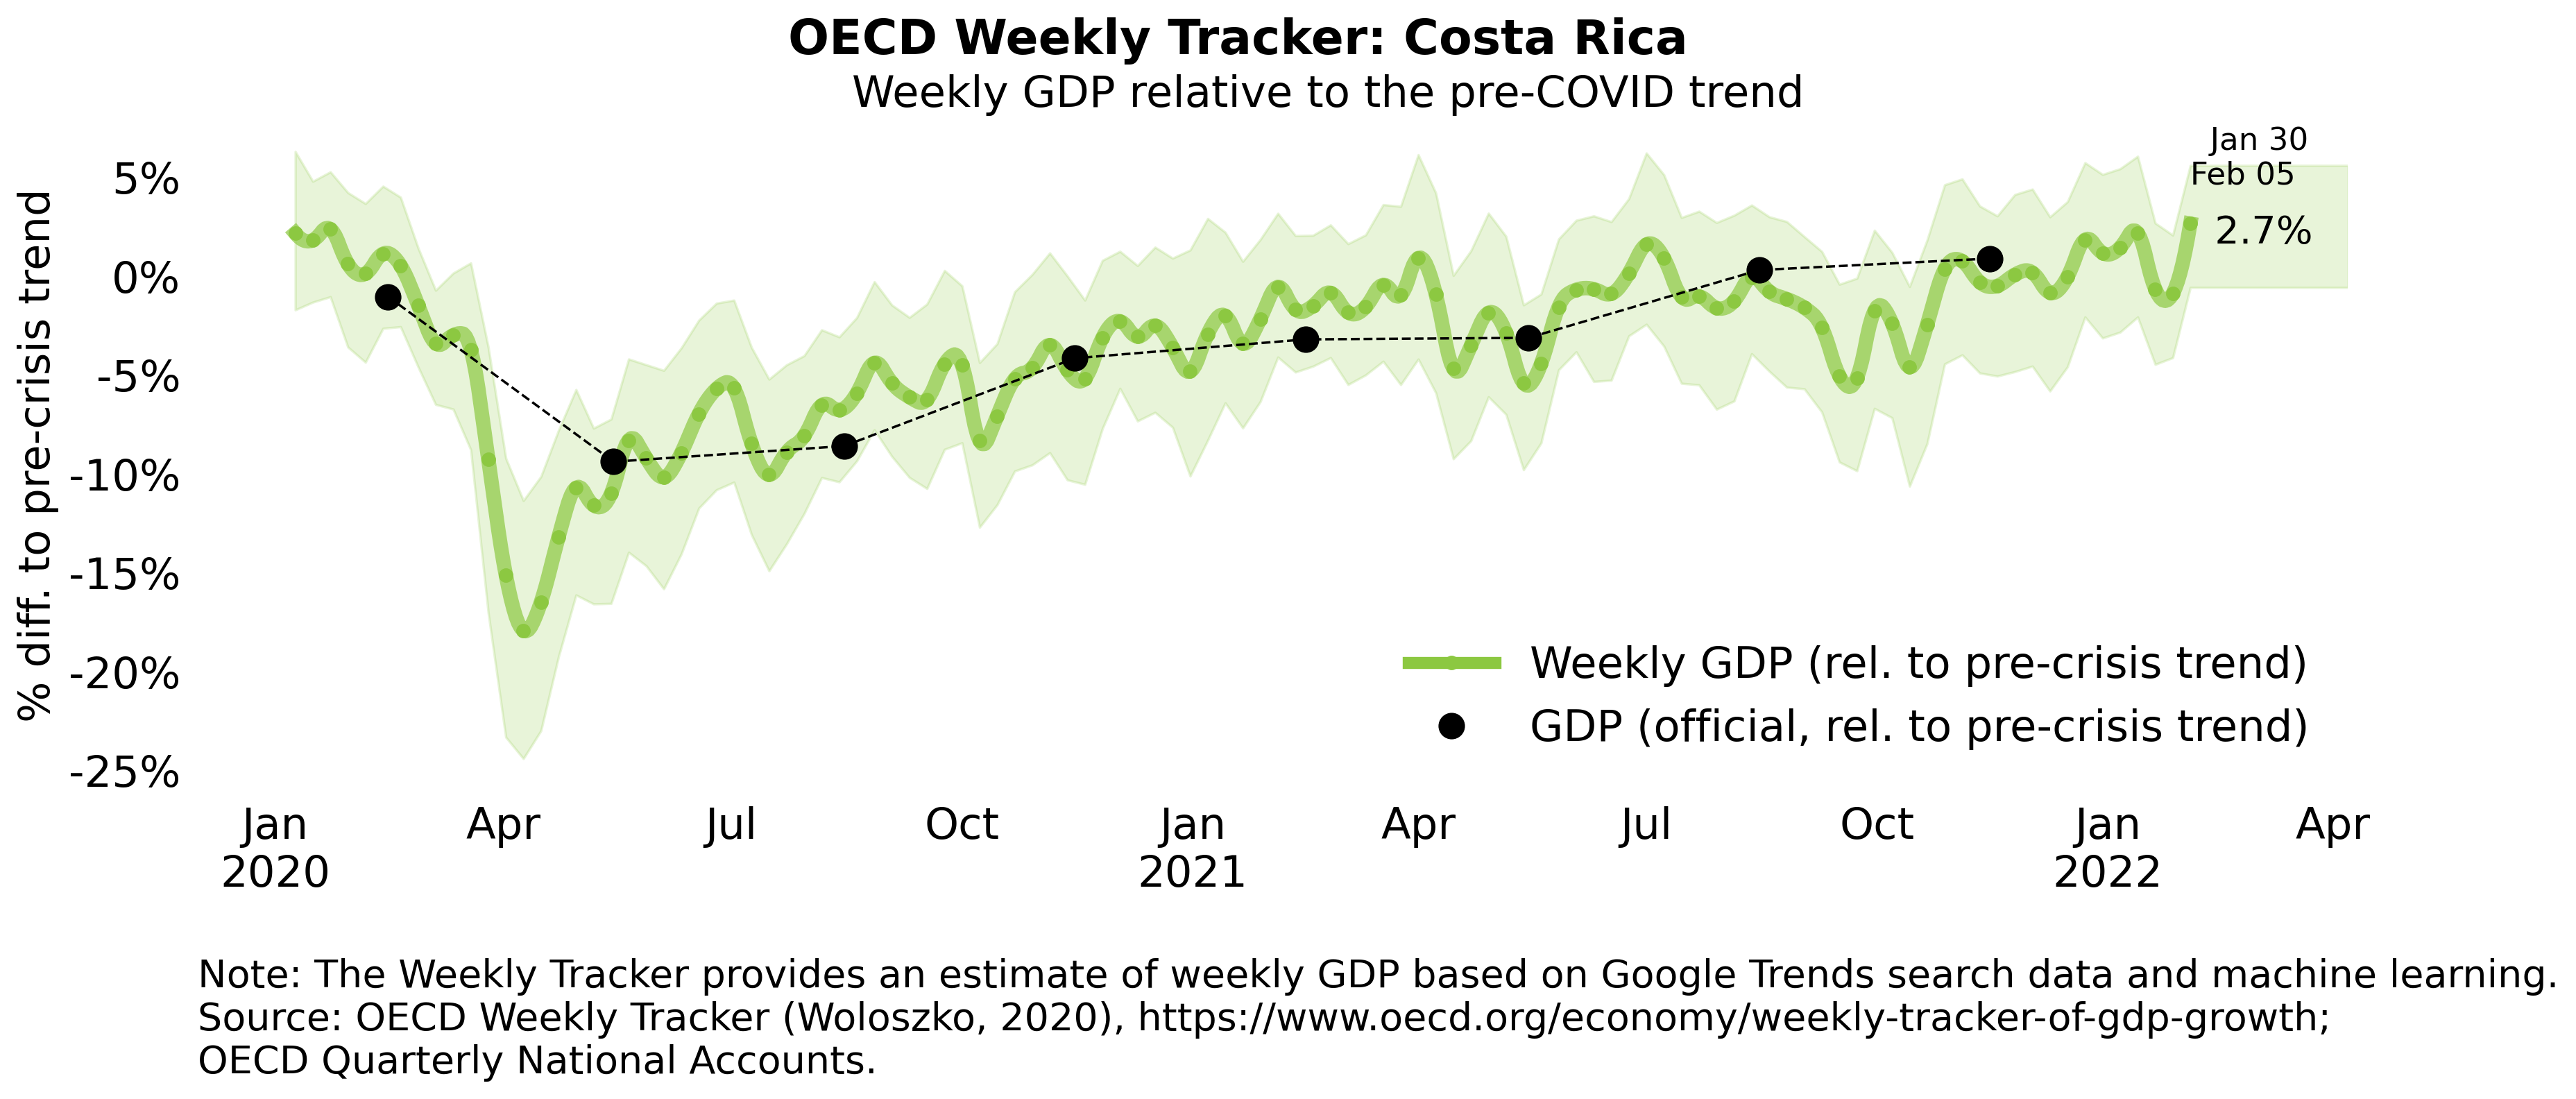 OECD Weekly Tracker: Costa Rica
Weekly GDP relative to the pre-COVID trend
% diff. to pre-crisis trend
5%
0%
-5%
-10%
-15%
-20%
-25%
Jan 30
Feb 05
2.7%
Weekly GDP (rel. to pre-crisis trend)
GDP (official, rel. to pre-crisis trend)
Jan Apr Jul Oct Jan Apr Jul Oct Jan Apr
2020 2021 2022
Note: The Weekly Tracker provides an estimate of weekly GDP based on Google Trends search data and machine learning.
Source: OECD Weekly Tracker (Woloszko, 2020), https://www.oecd.org/economy/weekly-tracker-of-gdp-growth;
OECD Quarterly National Accounts.